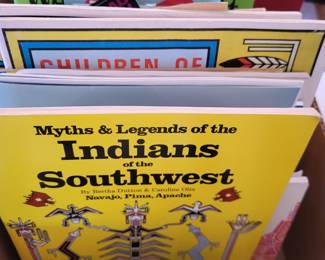 CHILDREN OF
Myths & Legends of the
Indians
of the
Southwest
By Bertha Dutton & Caroline Olin
Navajo, Pima, Apache